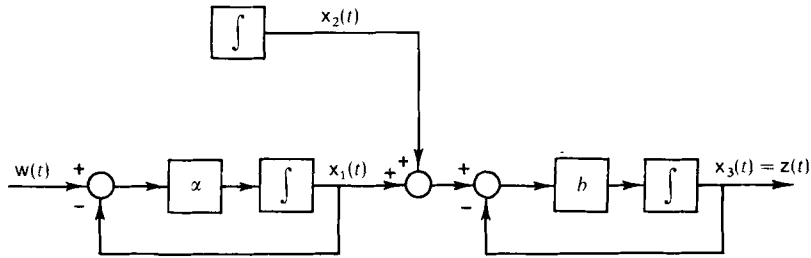 ∫
x₂(t)
w(t)
+
−
α
∫
x₁(t)
+
+
+
−
b
∫
x₃(t) = z(t)